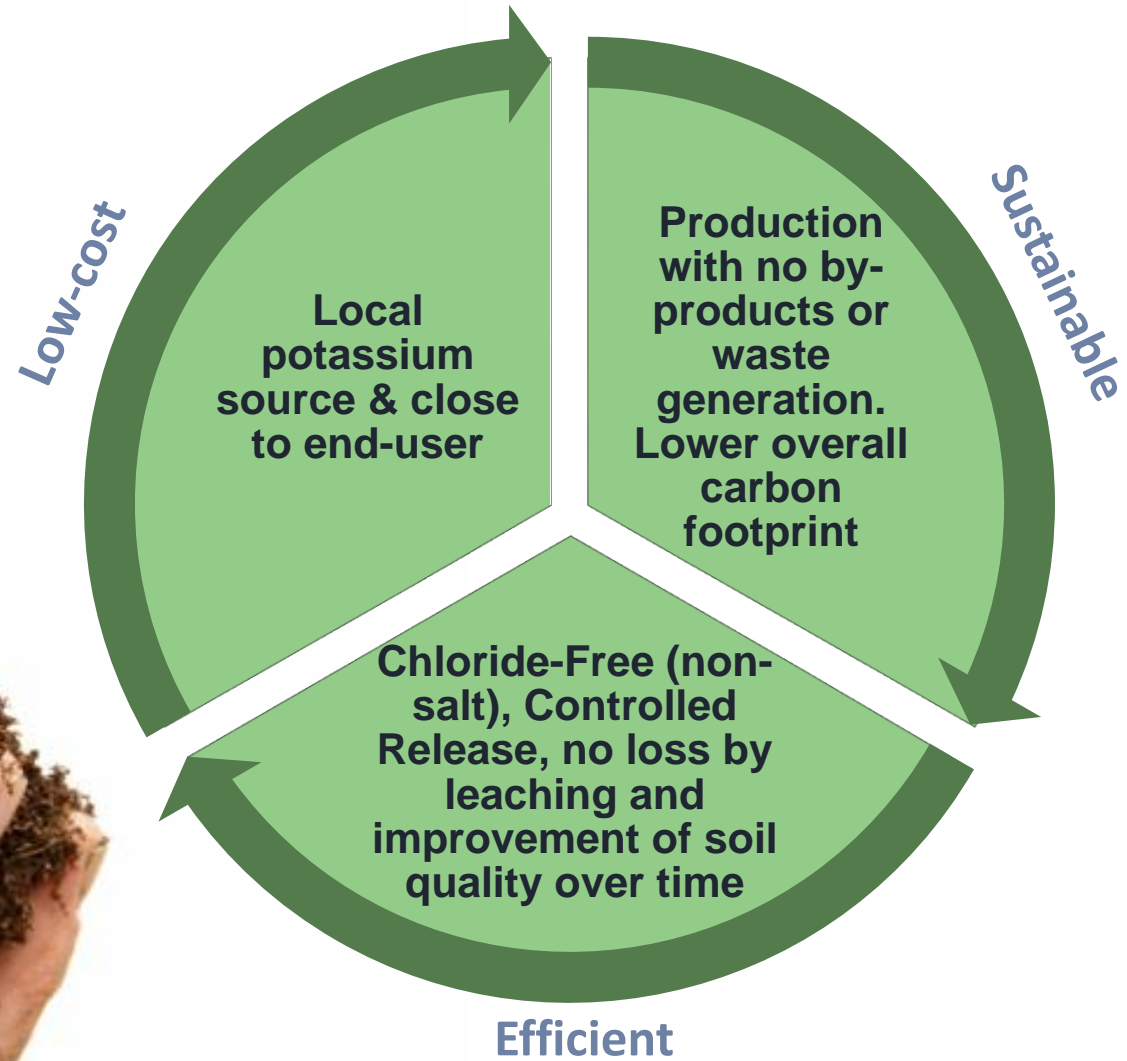 Low-cost
Local
potassium
source & close
to end-user
Sustainable
Production
with no by-
products or
waste
generation.
Lower overall
carbon
footprint
Chloride-Free (non-
salt), Controlled
Release, no loss by
leaching and
improvement of soil
quality over time
Efficient